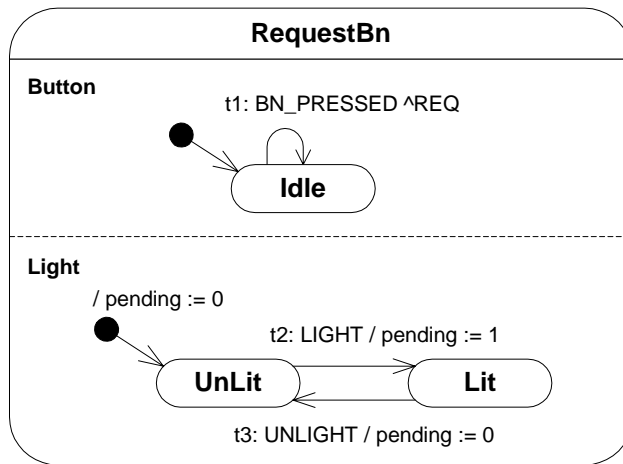 RequestBn
Button
t1: BN_PRESSED ^REQ
Idle
Light
/ pending := 0
t2: LIGHT / pending := 1
UnLit
Lit
t3: UNLIGHT / pending := 0